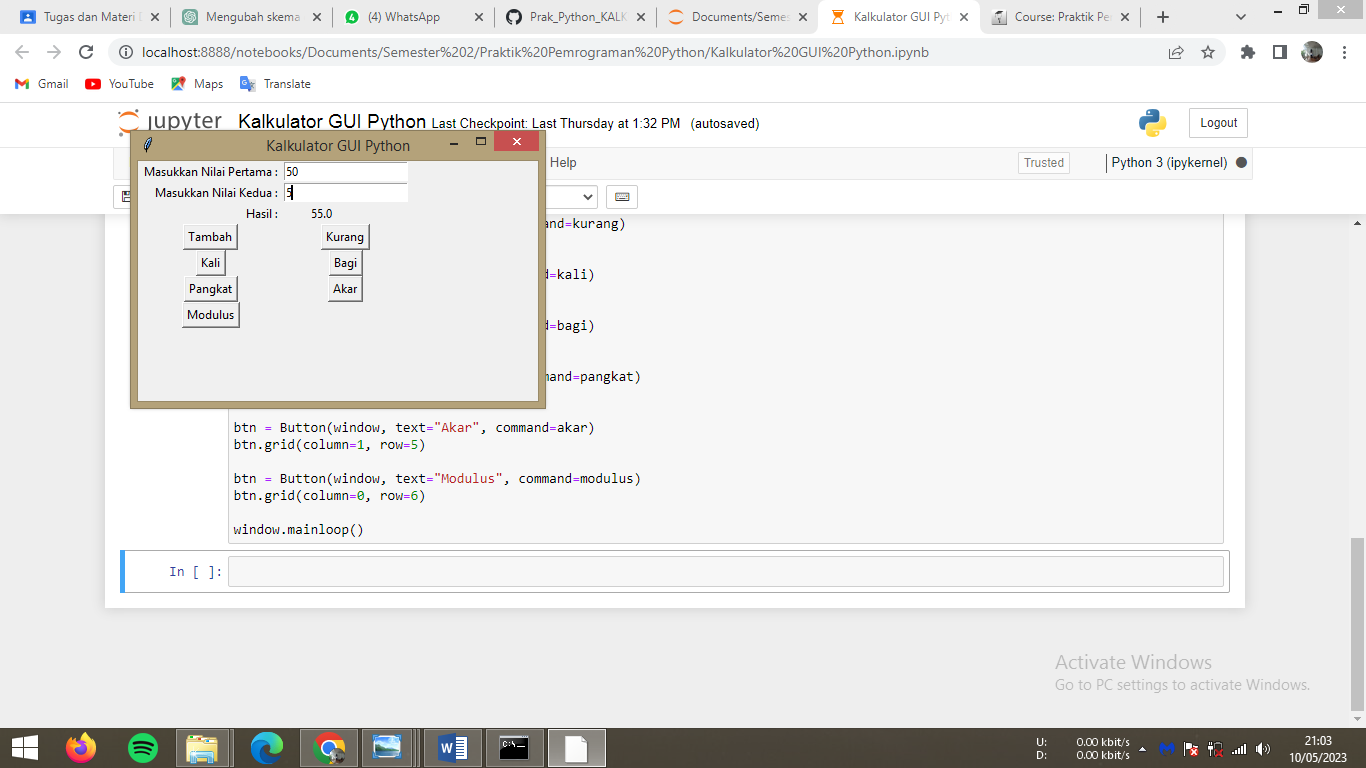 Tugas dan Materi
Mengubah skema
(4) WhatsApp
Prak_Python_KALK
Documents/Semes
Kalkulator GUI Pyt
Course: Praktik Pe
localhost:8888/notebooks/Documents/Semester%202/Praktik%20Pemrograman%20Python/Kalkulator%20GUI%20Python.ipynb
Gmail YouTube Maps Translate
jupyter Kalkulator GUI Python Last Checkpoint: Last Thursday at 1:32 PM (autosaved)
Logout
Help
Trusted
Python 3 (ipykernel)
Kalkulator GUI Python
Masukkan Nilai Pertama : 50
Masukkan Nilai Kedua : 5
Hasil : 55.0
Tambah Kurang
Kali Bagi
Pangkat Akar
Modulus
and=kurang)
d=kali)
d=bagi)
mand=pangkat)
btn = Button(window, text="Akar", command=akar)
btn.grid(column=1, row=5)
btn = Button(window, text="Modulus", command=modulus)
btn.grid(column=0, row=6)
window.mainloop()
In [ ]:
Activate Windows
Go to PC settings to activate Windows.
U: 0.00 kbit/s
D: 0.00 kbit/s
21:03
10/05/2023